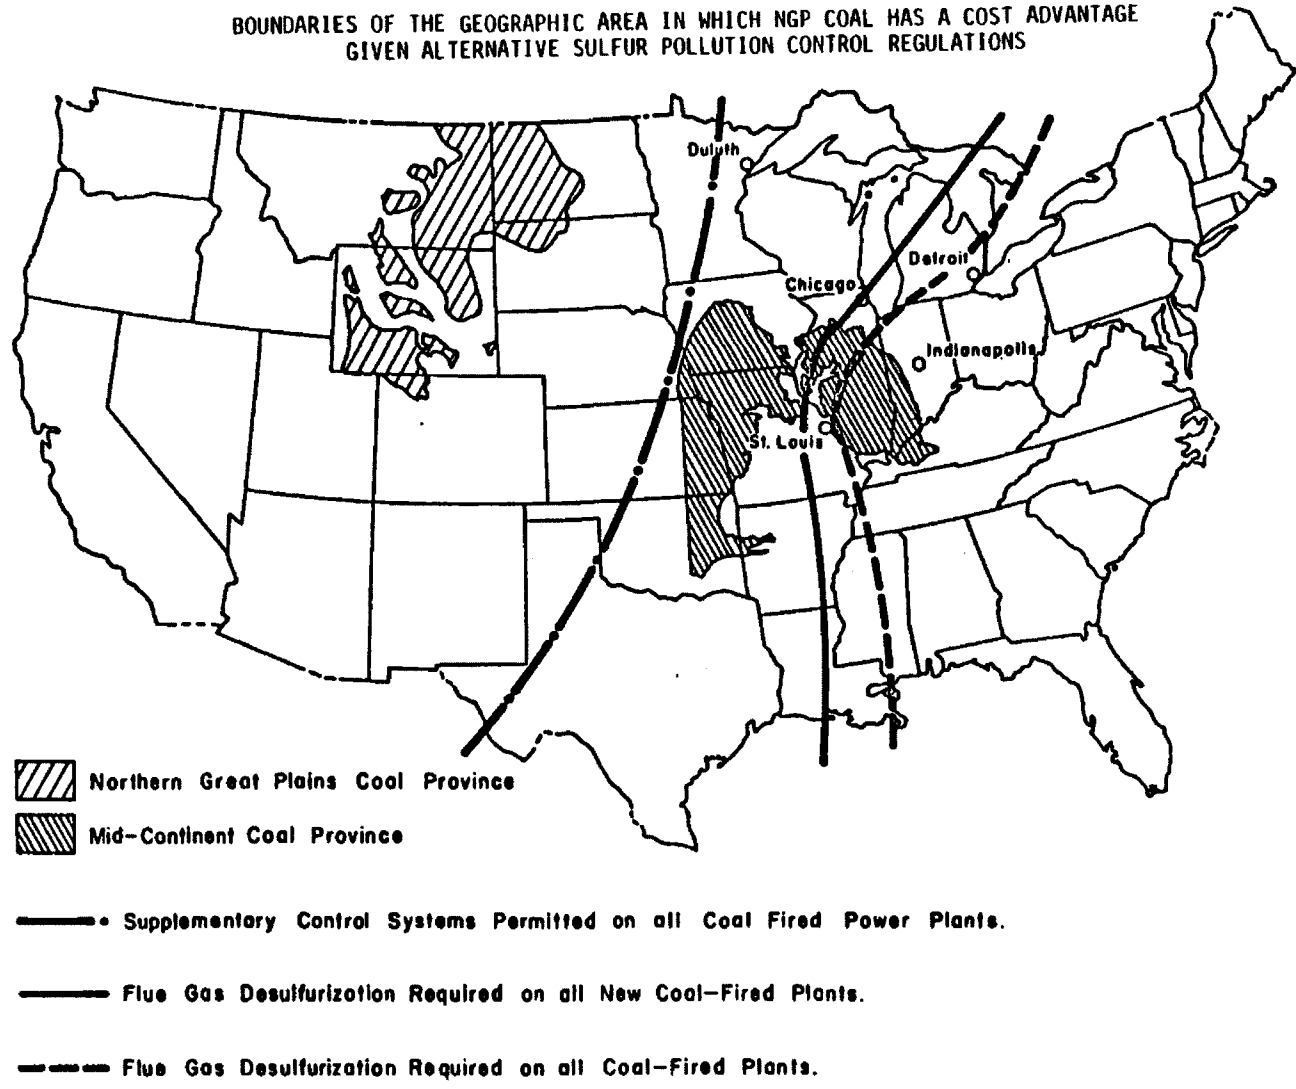 BOUNDARIES OF THE GEOGRAPHIC AREA IN WHICH NGP COAL HAS A COST ADVANTAGE
GIVEN ALTERNATIVE SULFUR POLLUTION CONTROL REGULATIONS
Duluth
Detroit
Chicago
Indianapolis
St. Louis
Northern Great Plains Coal Province
Mid-Continent Coal Province
Supplementary Control Systems Permitted on all Coal Fired Power Plants.
Flue Gas Desulfurization Required on all New Coal-Fired Plants.
Flue Gas Desulfurization Required on all Coal-Fired Plants.